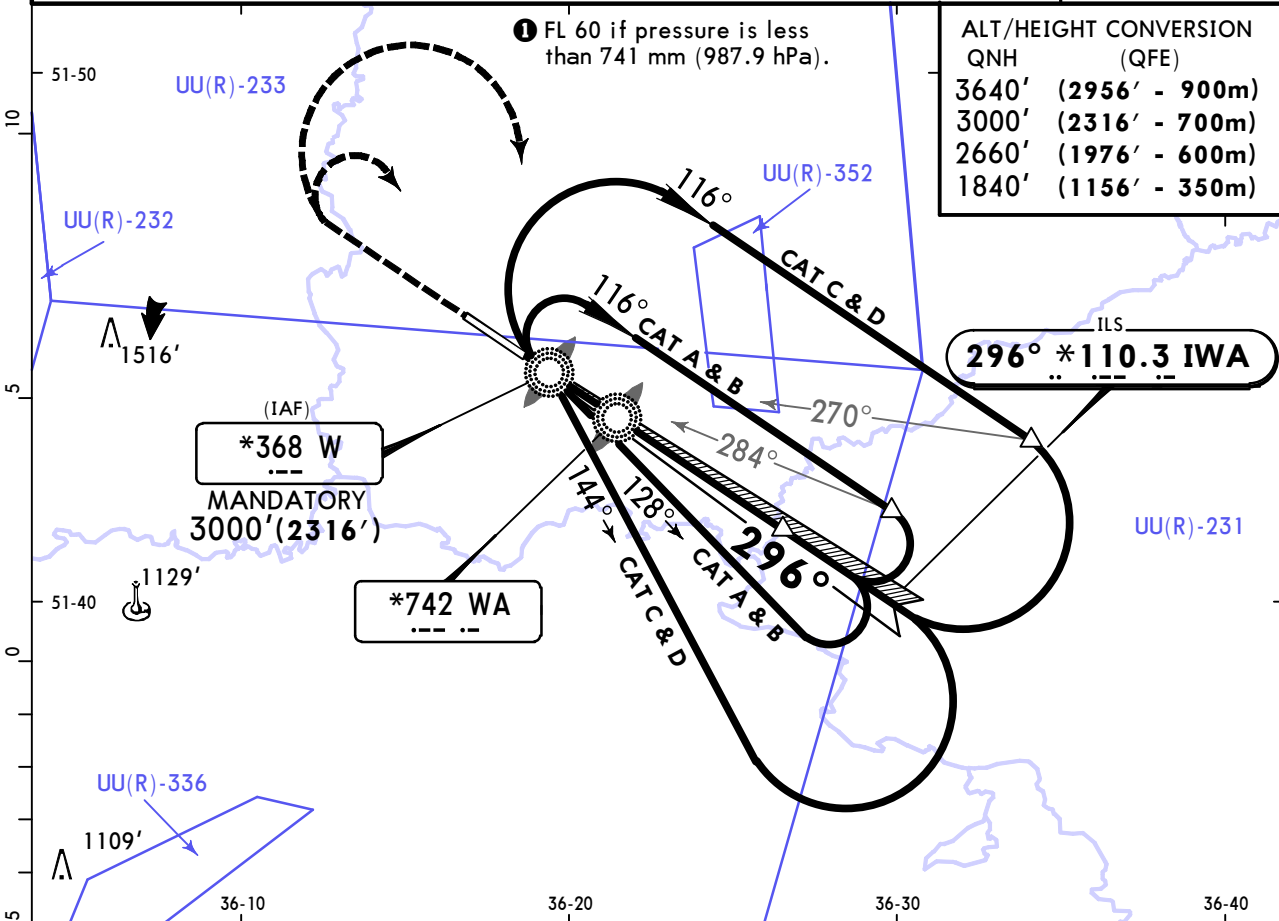 ❶ FL 60 if pressure is less
than 741 mm (987.9 hPa).
ALT/HEIGHT CONVERSION
QNH (QFE)
3640' (2956' - 900m)
3000' (2316' - 700m)
2660' (1976' - 600m)
1840' (1156' - 350m)
51-50
UU(R)-233
10
UU(R)-352
116°
UU(R)-232
CAT C & D
116°
CAT A & B
ILS
296° *110.3 IWA
1516'
5
270°
(IAF)
*368 W
MANDATORY
3000'(2316')
284°
144°
128°
296°
CAT C & D
CAT A & B
UU(R)-231
1129'
*742 WA
51-40
0
UU(R)-336
1109'
5
36-10
36-20
36-30
36-40